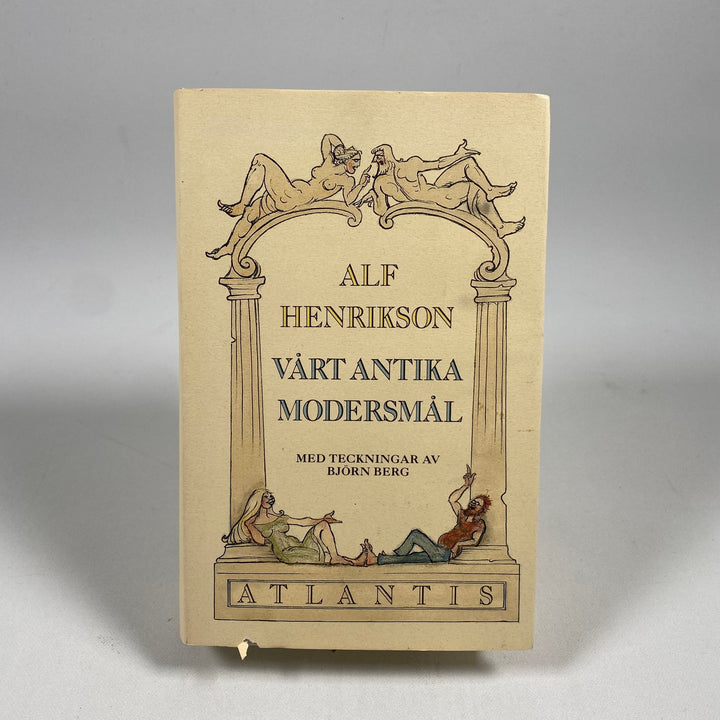 ALF
HENRIKSON
VÅRT ANTIKA
MODERSMÅL
MED TECKNINGAR AV
BJÖRN BERG
ATLANTIS